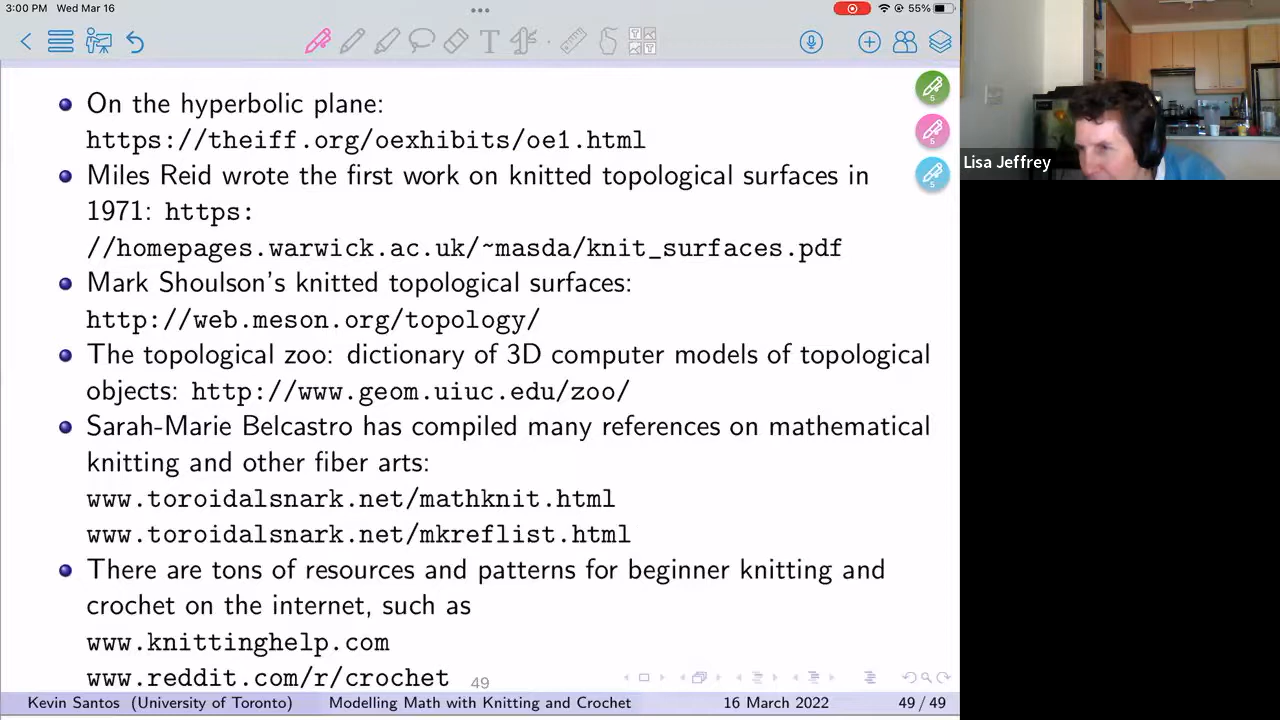 3:00 PM Wed Mar 16
55%
T
5
5
5
Lisa Jeffrey
On the hyperbolic plane:
https://theiff.org/oexhibits/oe1.html
Miles Reid wrote the first work on knitted topological surfaces in
1971: https:
//homepages.warwick.ac.uk/~masda/knit_surfaces.pdf
Mark Shoulson's knitted topological surfaces:
http://web.meson.org/topology/
The topological zoo: dictionary of 3D computer models of topological
objects: http://www.geom.uiuc.edu/zoo/
Sarah-Marie Belcastro has compiled many references on mathematical
knitting and other fiber arts:
www.toroidalsnark.net/mathknit.html
www.toroidalsnark.net/mkreflist.html
There are tons of resources and patterns for beginner knitting and
crochet on the internet, such as
www.knittinghelp.com
www.reddit.com/r/crochet
49
Kevin Santos (University of Toronto) Modelling Math with Knitting and Crochet 16 March 2022 49 / 49